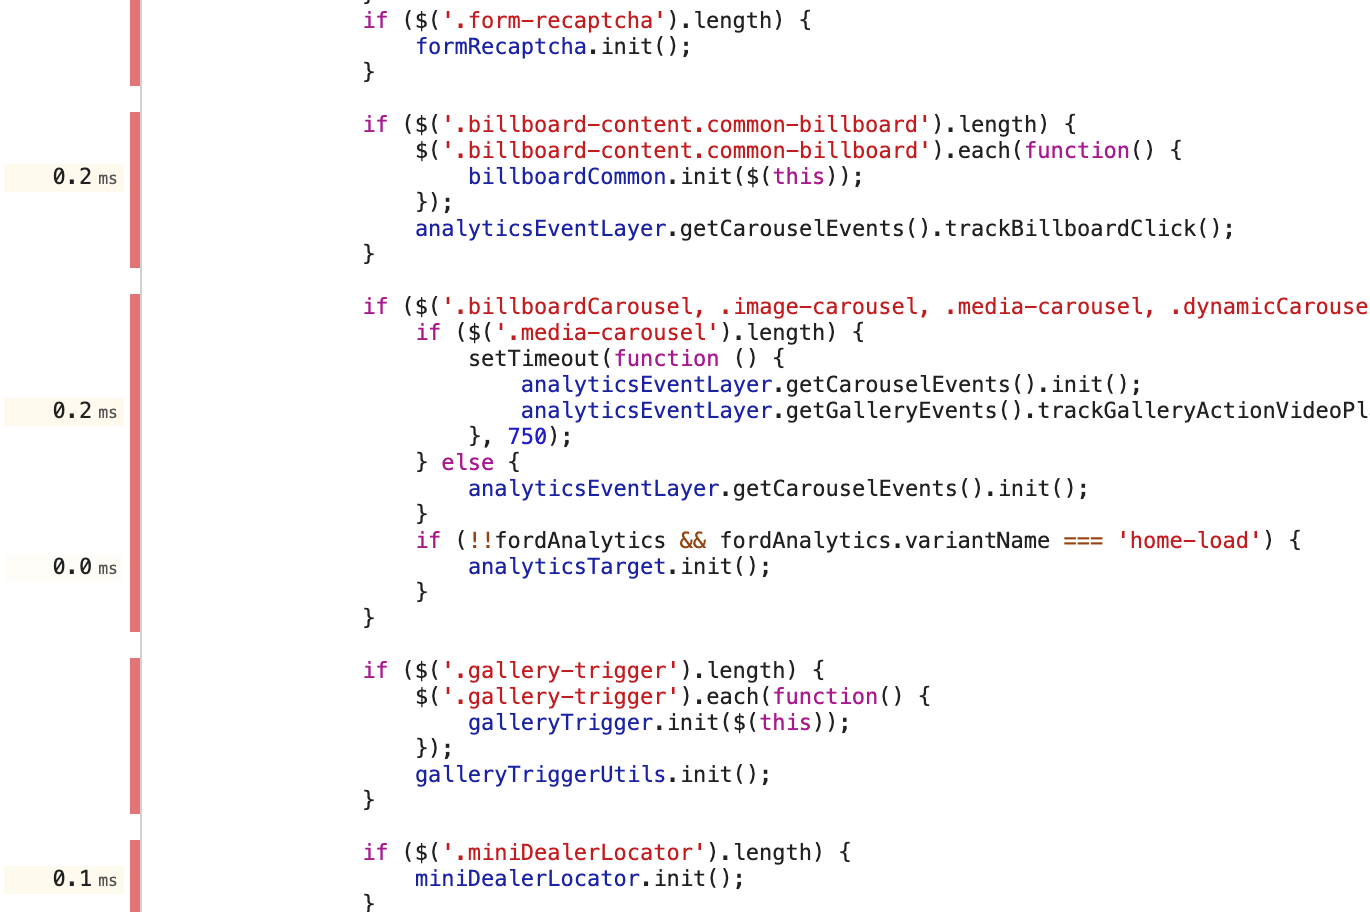 }
if ($('.form-recaptcha').length) {
formRecaptcha.init();
}
if ($('.billboard-content.common-billboard').length) {
$('.billboard-content.common-billboard').each(function() {
0.2 ms billboardCommon.init($(this));
});
analyticsEventLayer.getCarouselEvents().trackBillboardClick();
}
if ($('.billboardCarousel, .image-carousel, .media-carousel, .dynamicCarouse
if ($('.media-carousel').length) {
setTimeout(function () {
analyticsEventLayer.getCarouselEvents().init();
0.2 ms analyticsEventLayer.getGalleryEvents().trackGalleryActionVideoPl
}, 750);
} else {
analyticsEventLayer.getCarouselEvents().init();
}
if (!!fordAnalytics && fordAnalytics.variantName === 'home-load') {
0.0 ms analyticsTarget.init();
}
}
if ($('.gallery-trigger').length) {
$('.gallery-trigger').each(function() {
galleryTrigger.init($(this));
});
galleryTriggerUtils.init();
}
if ($('.miniDealerLocator').length) {
0.1 ms miniDealerLocator.init();
}